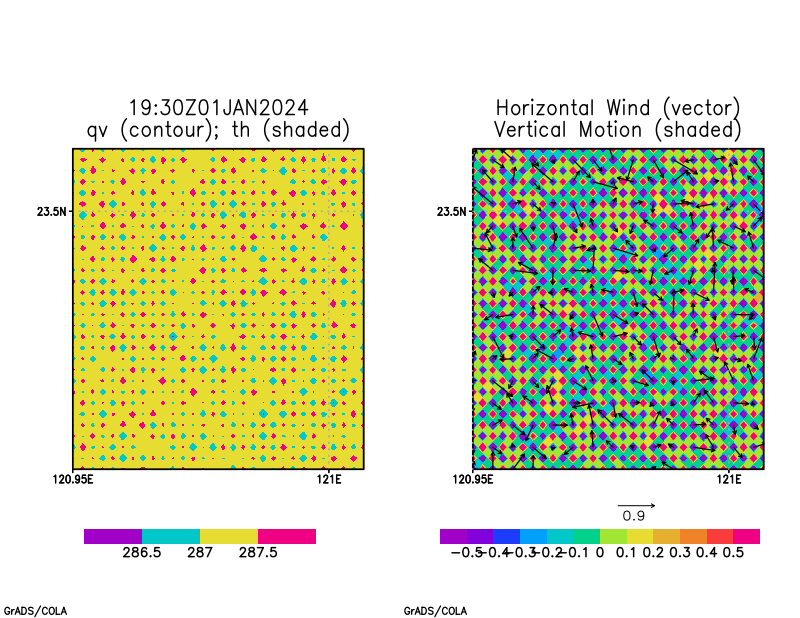 19:30Z01JAN2024
qv (contour); th (shaded)
23.5N
120.95E 121E
286.5 287 287.5
GrADS/COLA
Horizontal Wind (vector)
Vertical Motion (shaded)
23.5N
120.95E 121E
0.9
-0.5 -0.4 -0.3 -0.2 -0.1 0 0.1 0.2 0.3 0.4 0.5
GrADS/COLA